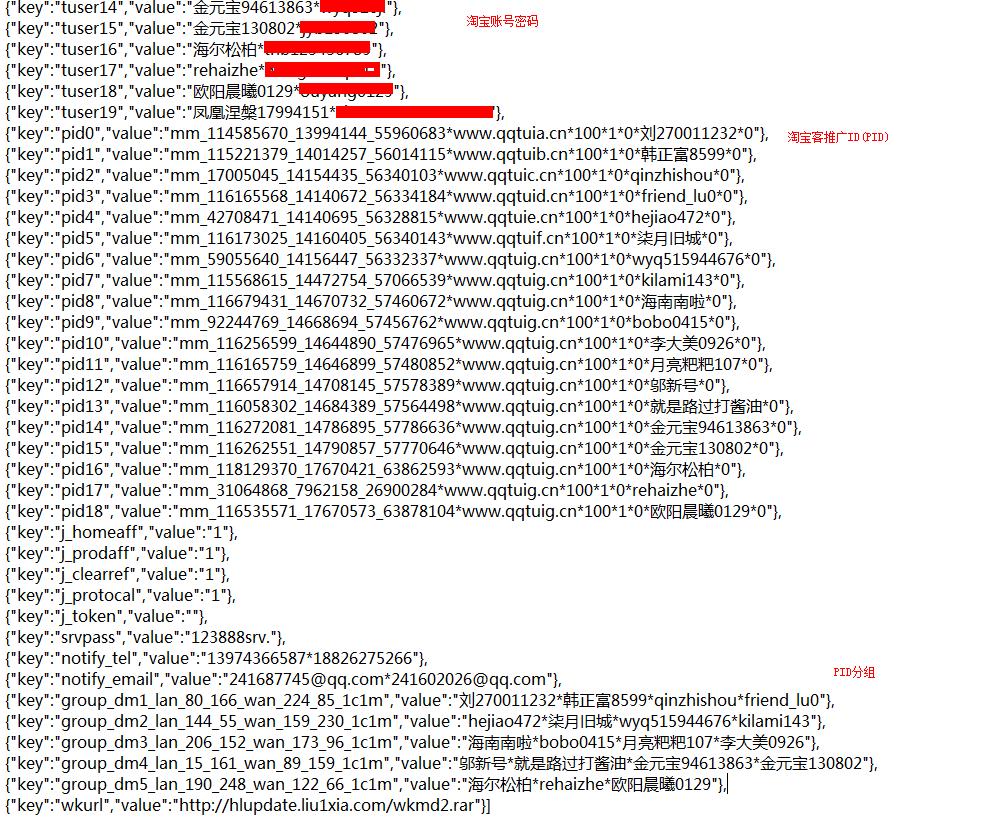 {"key":"tuser14","value":"金元宝94613863*"},
淘宝账号密码
{"key":"tuser15","value":"金元宝130802*"},
{"key":"tuser16","value":"海尔松柏*"},
{"key":"tuser17","value":"rehaizhe*"},
{"key":"tuser18","value":"欧阳晨曦0129*"},
{"key":"tuser19","value":"凤凰涅槃17994151*"},
{"key":"pid0","value":"mm_114585670_13994144_55960683*www.qqtuia.cn*100*1*0*刘270011232*0"},
淘宝客推广ID(PID)
{"key":"pid1","value":"mm_115221379_14014257_56014115*www.qqtuib.cn*100*1*0*韩正富8599*0"},
{"key":"pid2","value":"mm_17005045_14154435_56340103*www.qqtuic.cn*100*1*0*qinzhishou*0"},
{"key":"pid3","value":"mm_116165568_14140672_56334184*www.qqtuid.cn*100*1*0*friend_lu0*0"},
{"key":"pid4","value":"mm_42708471_14140695_56328815*www.qqtuie.cn*100*1*0*hejiao472*0"},
{"key":"pid5","value":"mm_116173025_14160405_56340143*www.qqtuif.cn*100*1*0*柒月旧城*0"},
{"key":"pid6","value":"mm_59055640_14156447_56332337*www.qqtuig.cn*100*1*0*wyq515944676*0"},
{"key":"pid7","value":"mm_115568615_14472754_57066539*www.qqtuig.cn*100*1*0*kilami143*0"},
{"key":"pid8","value":"mm_116679431_14670732_57460672*www.qqtuig.cn*100*1*0*海南南啦*0"},
{"key":"pid9","value":"mm_92244769_14668694_57456762*www.qqtuig.cn*100*1*0*bobo0415*0"},
{"key":"pid10","value":"mm_116256599_14644890_57476965*www.qqtuig.cn*100*1*0*李大美0926*0"},
{"key":"pid11","value":"mm_116165759_14646899_57480852*www.qqtuig.cn*100*1*0*月亮粑粑107*0"},
{"key":"pid12","value":"mm_116657914_14708145_57578389*www.qqtuig.cn*100*1*0*邬新号*0"},
{"key":"pid13","value":"mm_116058302_14684389_57564498*www.qqtuig.cn*100*1*0*就是路过打酱油*0"},
{"key":"pid14","value":"mm_116272081_14786895_57786636*www.qqtuig.cn*100*1*0*金元宝94613863*0"},
{"key":"pid15","value":"mm_116262551_14790857_57770646*www.qqtuig.cn*100*1*0*金元宝130802*0"},
{"key":"pid16","value":"mm_118129370_17670421_63862593*www.qqtuig.cn*100*1*0*海尔松柏*0"},
{"key":"pid17","value":"mm_31064868_7962158_26900284*www.qqtuig.cn*100*1*0*rehaizhe*0"},
{"key":"pid18","value":"mm_116535571_17670573_63878104*www.qqtuig.cn*100*1*0*欧阳晨曦0129*0"},
{"key":"j_homeaff","value":"1"},
{"key":"j_prodaff","value":"1"},
{"key":"j_clearref","value":"1"},
{"key":"j_protocal","value":"1"},
{"key":"j_token","value":""},
{"key":"srvpass","value":"123888srv."},
{"key":"notify_tel","value":"13974366587*18826275266"},
{"key":"notify_email","value":"241687745@qq.com*241602026@qq.com"},
PID分组
{"key":"group_dm1_lan_80_166_wan_224_85_1c1m","value":"刘270011232*韩正富8599*qinzhishou*friend_lu0"},
{"key":"group_dm2_lan_144_55_wan_159_230_1c1m","value":"hejiao472*柒月旧城*wyq515944676*kilami143"},
{"key":"group_dm3_lan_206_152_wan_173_96_1c1m","value":"海南南啦*bobo0415*月亮粑粑107*李大美0926"},
{"key":"group_dm4_lan_15_161_wan_89_159_1c1m","value":"邬新号*就是路过打酱油*金元宝94613863*金元宝130802"},
{"key":"group_dm5_lan_190_248_wan_122_66_1c1m","value":"海尔松柏*rehaizhe*欧阳晨曦0129"},
{"key":"wkurl","value":"http://hlupdate.liu1xia.com/wkmd2.rar"}]